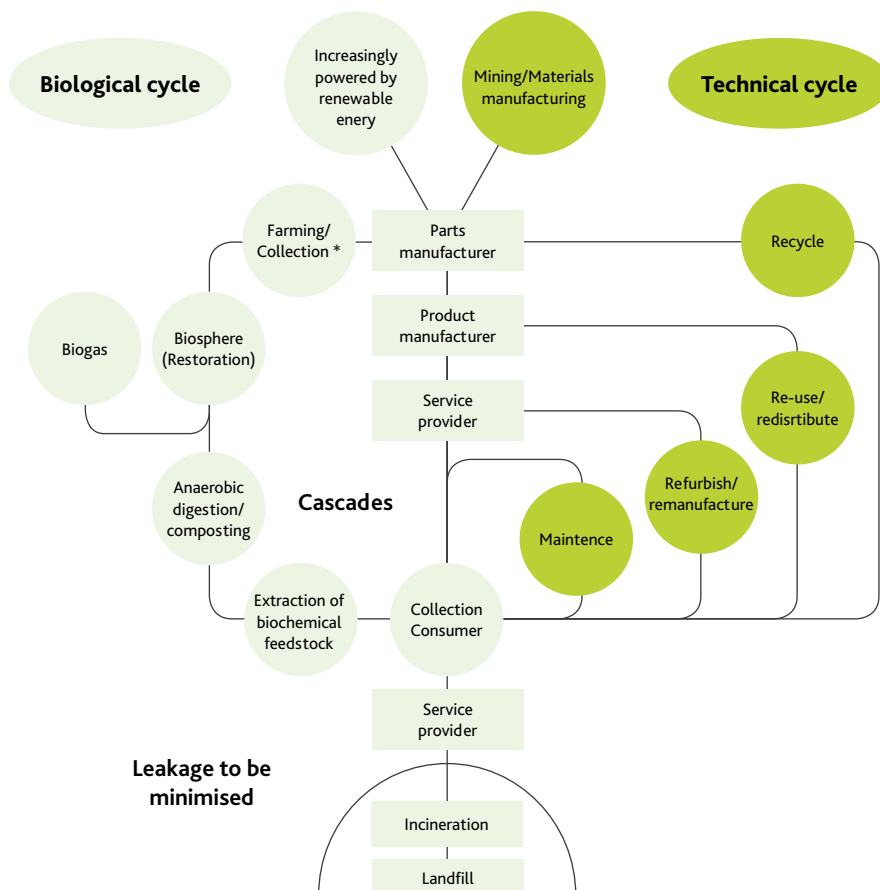 Biological cycle
Increasingly
powered by
renewable
enery
Mining/Materials
manufacturing
Technical cycle
Farming/
Collection *
Parts
manufacturer
Recycle
Biogas
Biosphere
(Restoration)
Product
manufacturer
Service
provider
Re-use/
redisrtibute
Anaerobic
digestion/
composting
Cascades
Maintence
Refurbish/
remanufacture
Extraction of
biochemical
feedstock
Collection
Consumer
Service
provider
Leakage to be
minimised
Incineration
Landfill